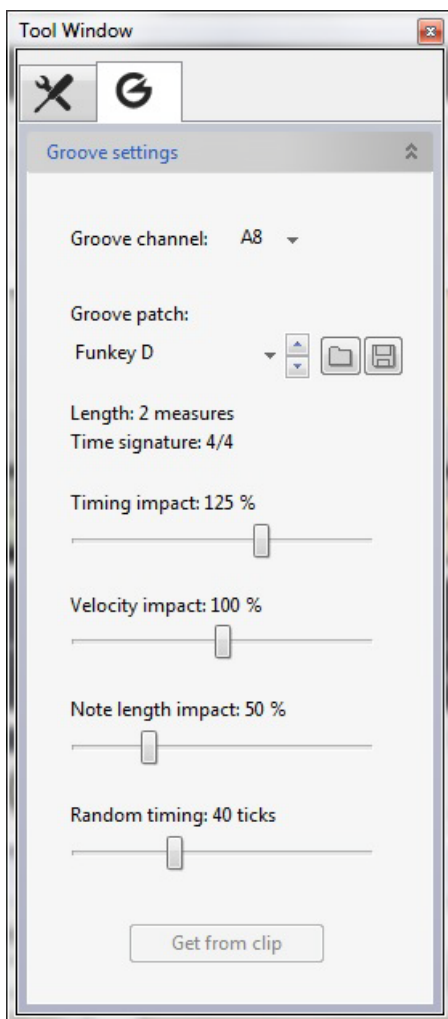 Tool Window
Groove settings
Groove channel: A8
Groove patch:
Funkey D
Length: 2 measures
Time signature: 4/4
Timing impact: 125 %
Velocity impact: 100 %
Note length impact: 50 %
Random timing: 40 ticks
Get from clip